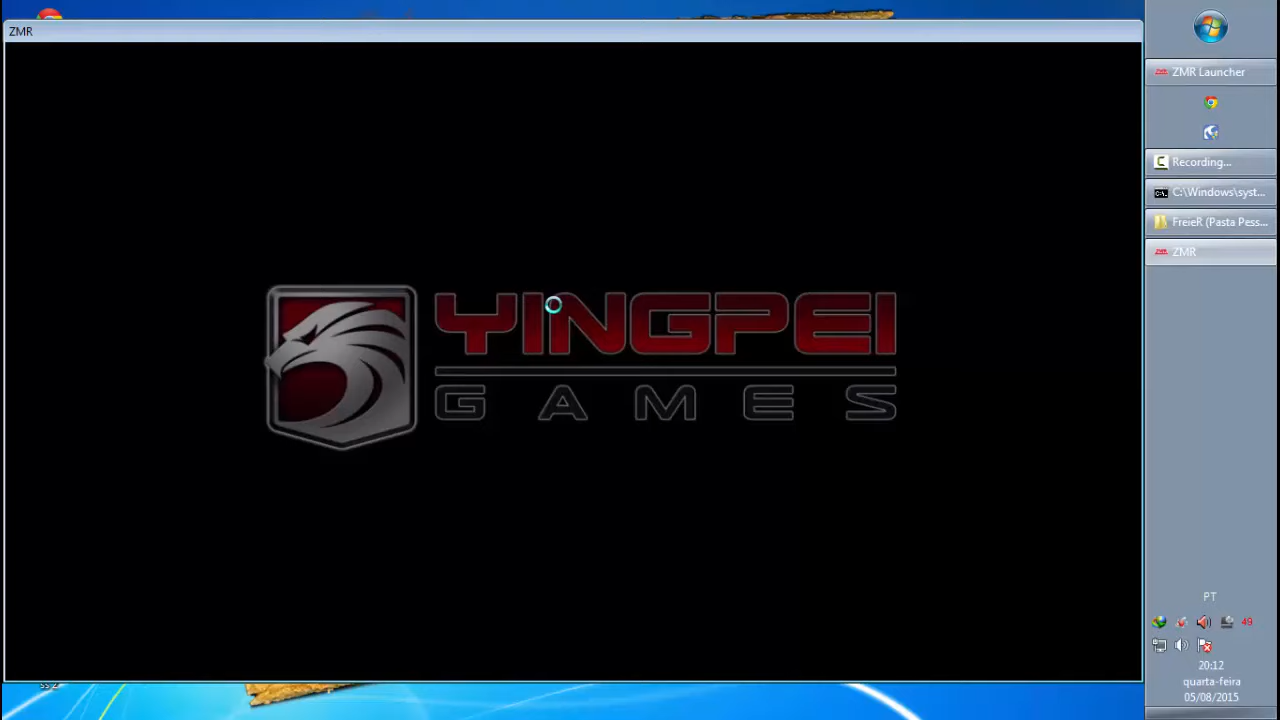 ZMR
YINGPEI
GAMES
ZMR Launcher
Recording...
C:\Windows\syst...
FreieR (Pasta Pess...
ZMR
PT
49
20:12
quarta-feira
05/08/2015